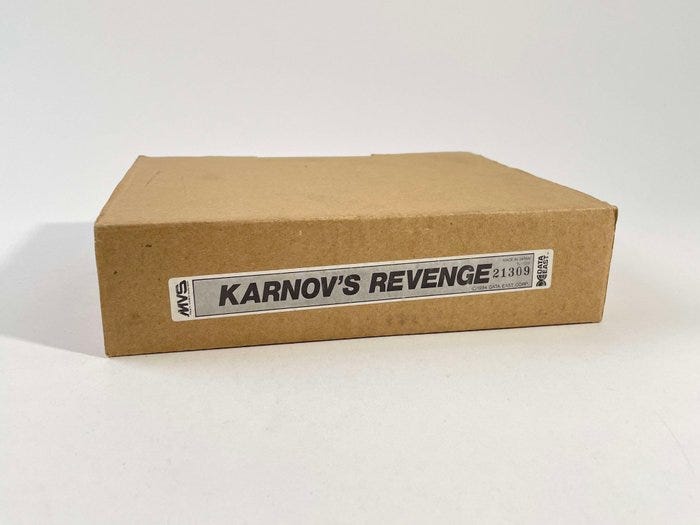 MVS
KARNOV'S REVENGE
MADE IN JAPAN
21309
©1994 DATA EAST CORP.
DATA
EAST